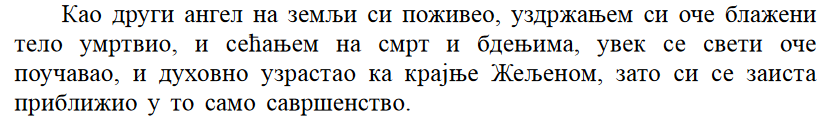 Као други ангел на земљи си поживео, уздржањем си оче блажени
тело умртвио, и сећањем на смрт и бдењима, увек се свети оче
поучавао, и духовно узрастао ка крајње Жељеном, зато си се заиста
приближио у то само савршенство.